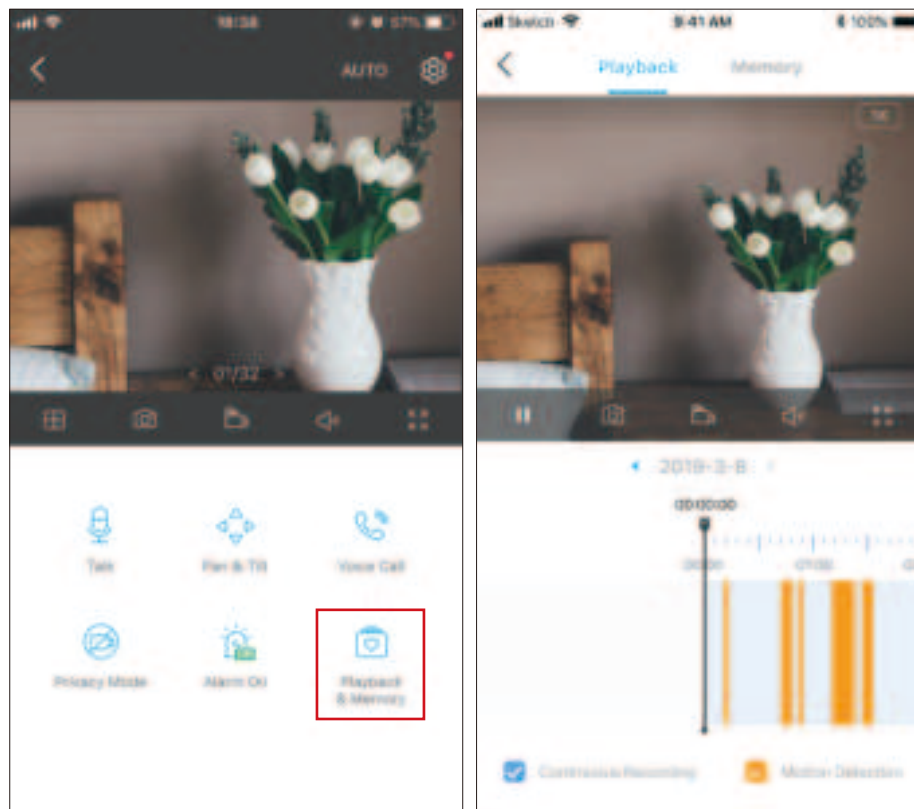 18:38
57%
AUTO
< 01/32 >
Talk
Pan & Tilt
Voice Call
Privacy Mode
Alarm On
Playback
& Memory
Sketch
9:41 AM
100%
Playback
Memory
2019-3-8
00:00:00
00:00
01:00
Continuous Recording
Motion Detection